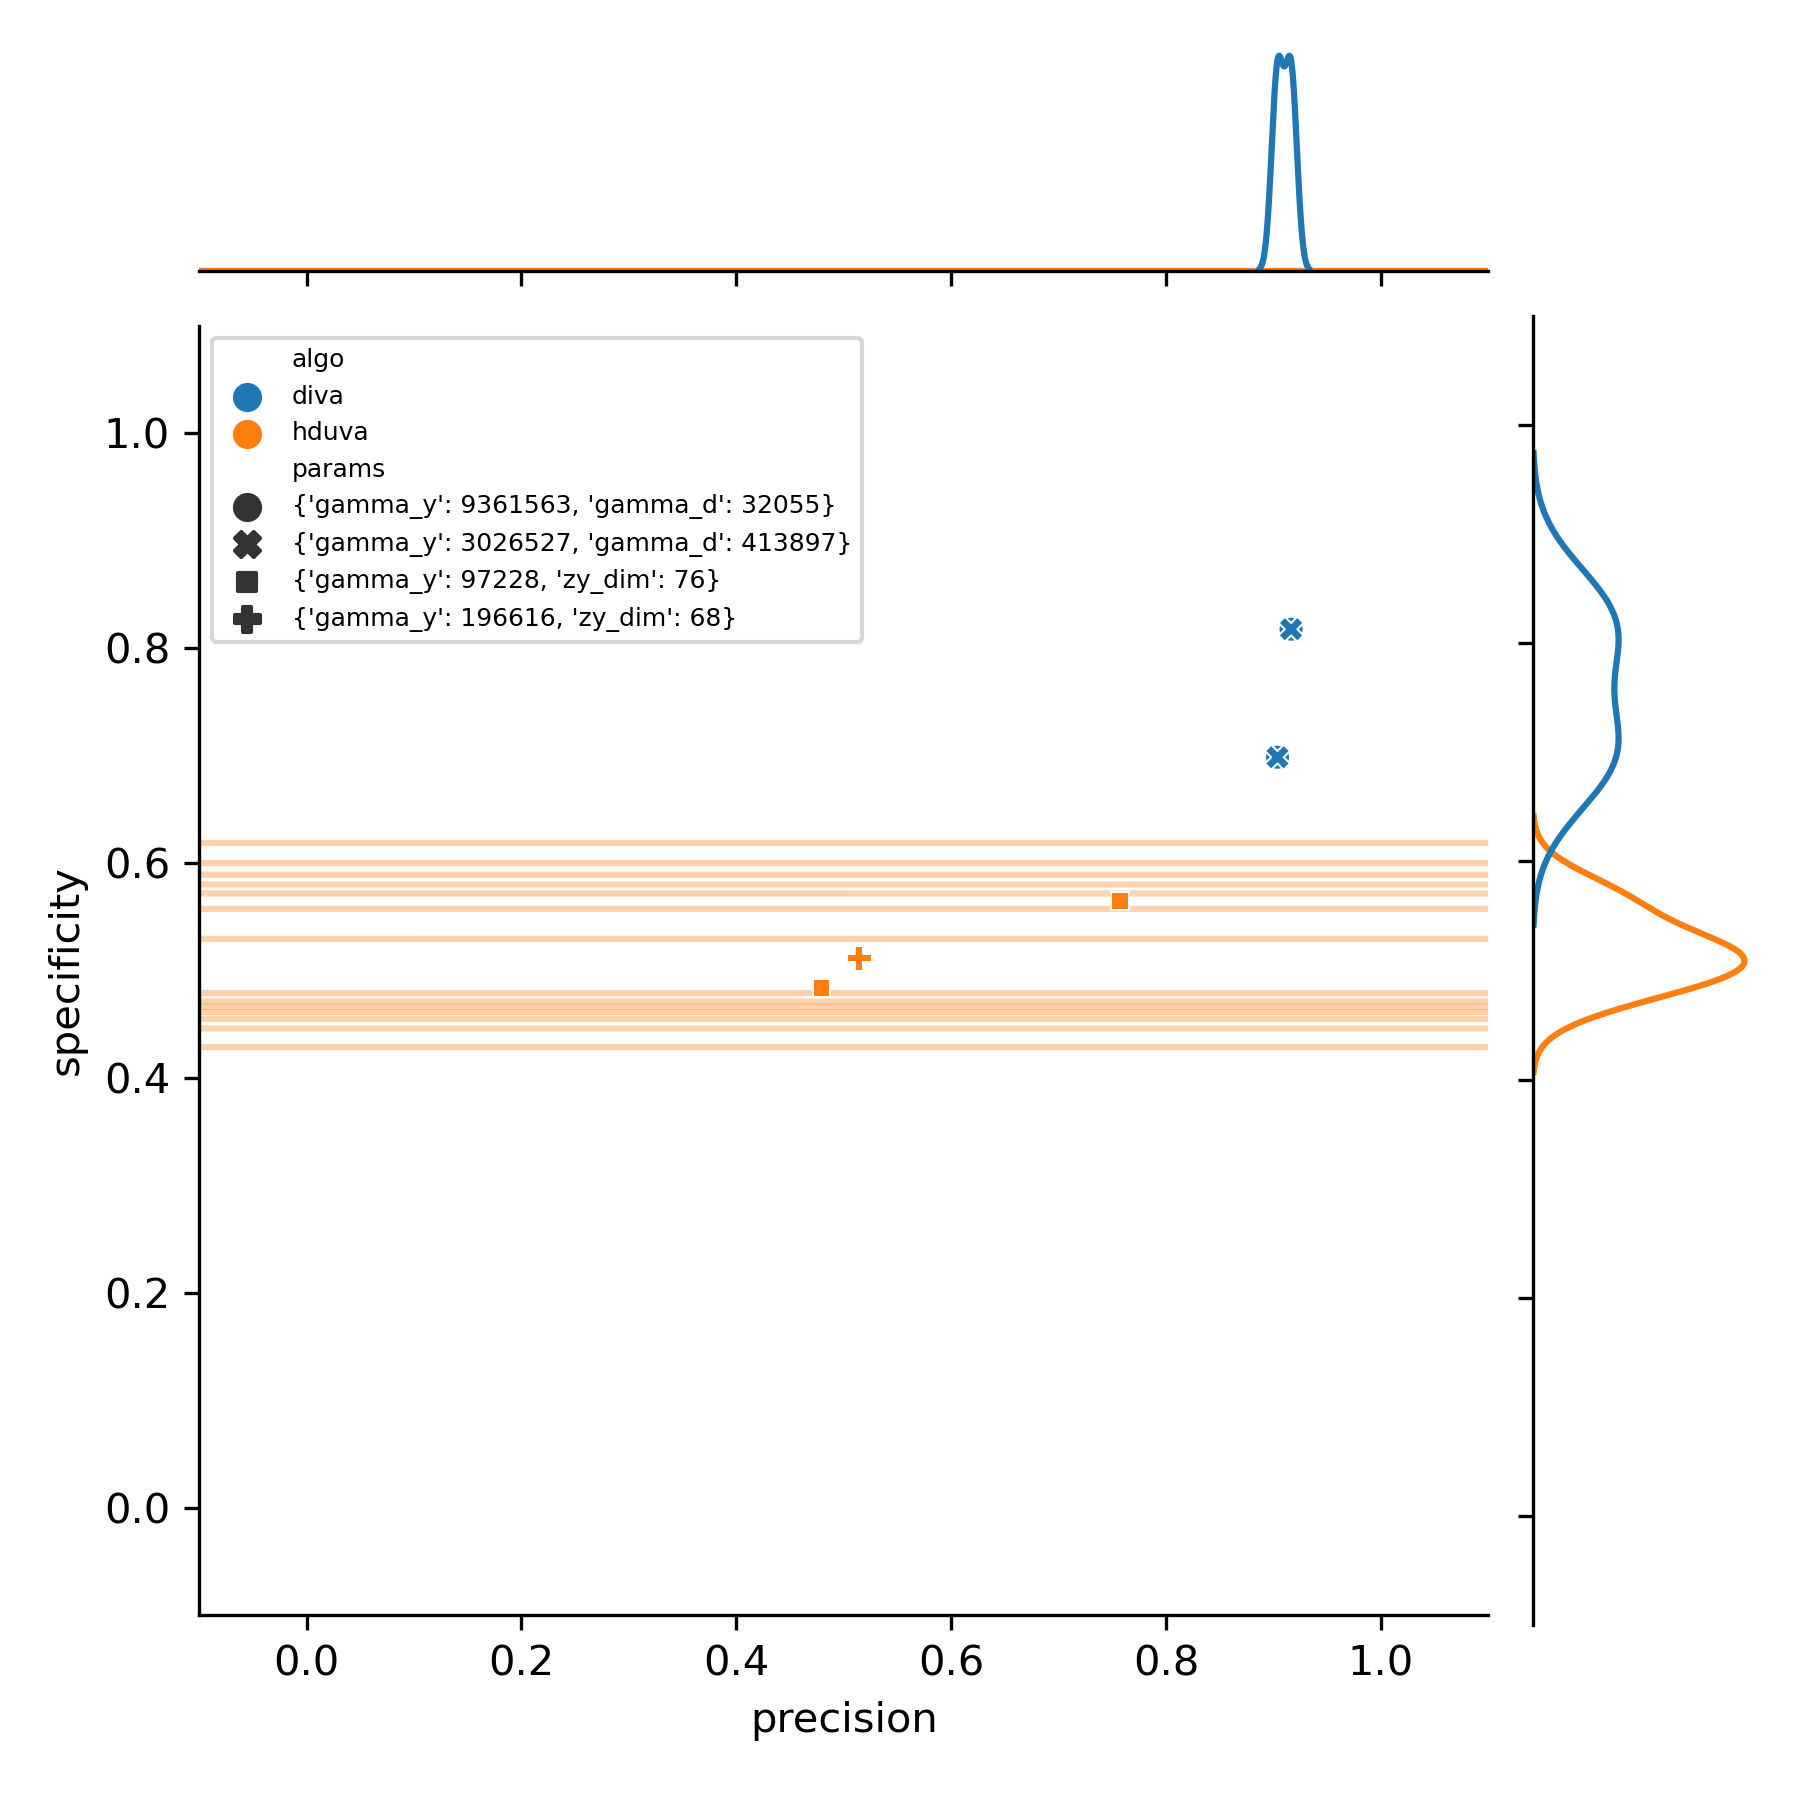 algo
diva
hduva
params
{'gamma_y': 9361563, 'gamma_d': 32055}
{'gamma_y': 3026527, 'gamma_d': 413897}
{'gamma_y': 97228, 'zy_dim': 76}
{'gamma_y': 196616, 'zy_dim': 68}
1.0
0.8
0.6
0.4
0.2
0.0
specificity
0.0 0.2 0.4 0.6 0.8 1.0
precision